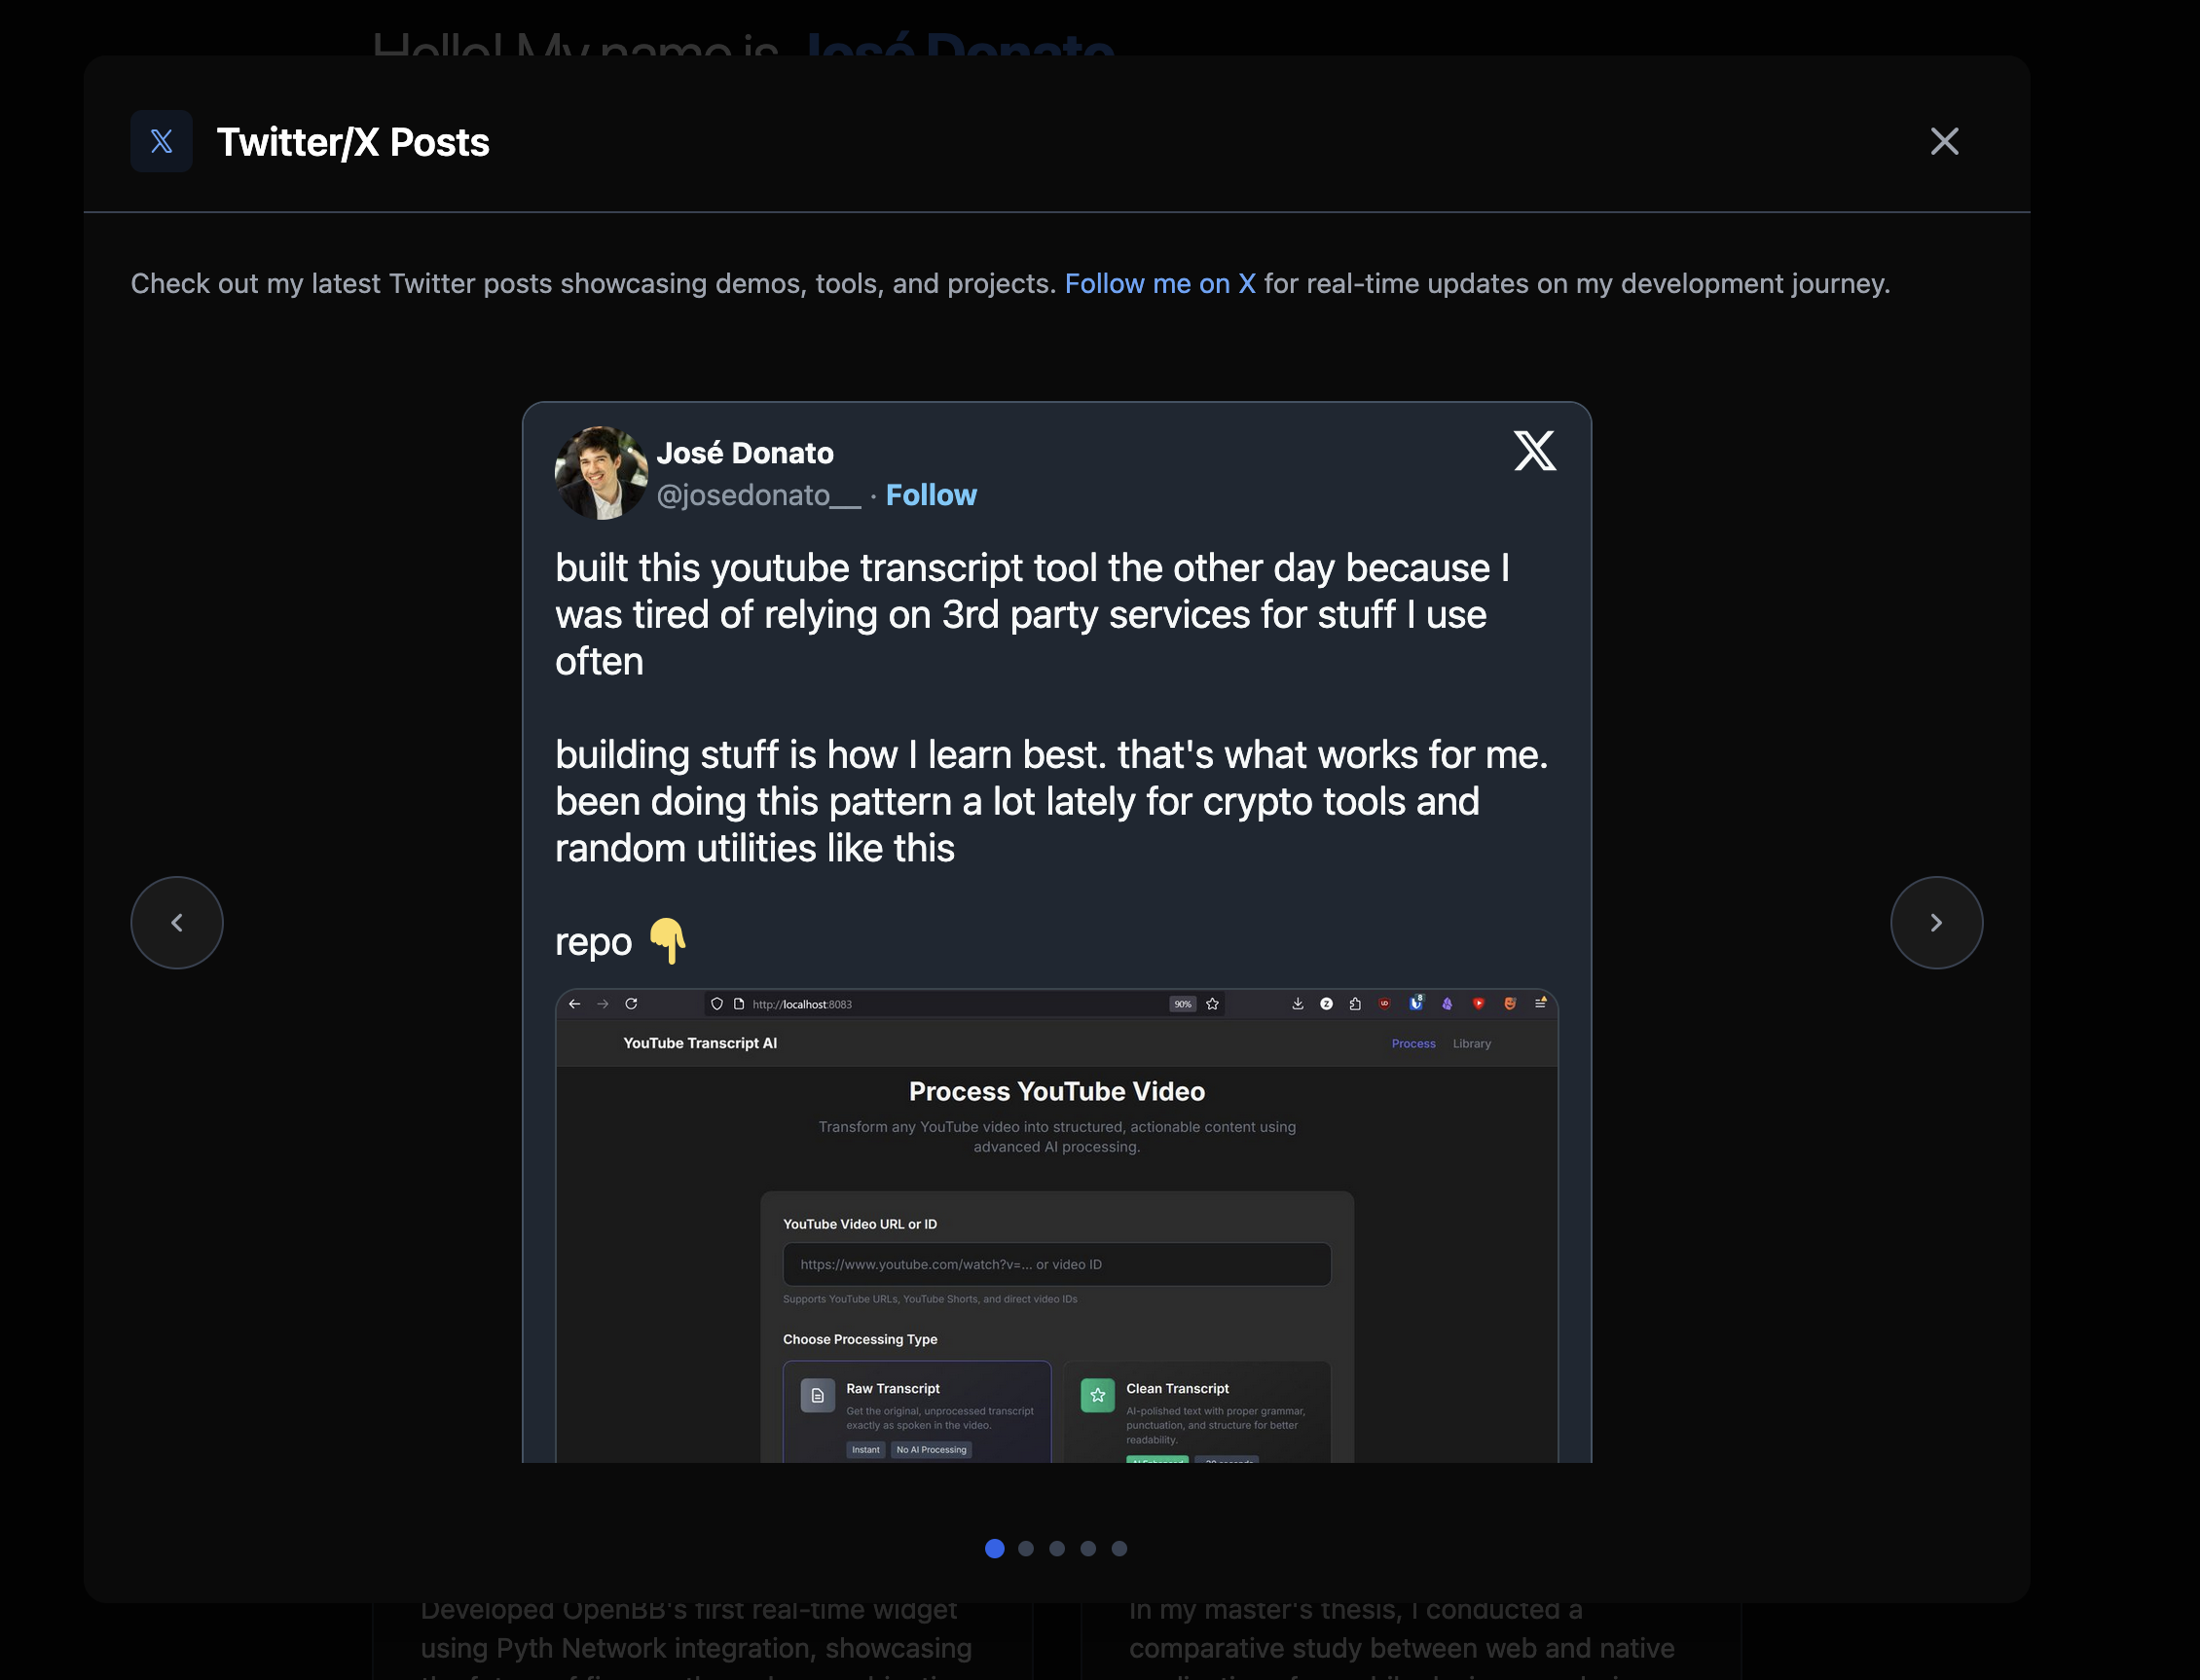 Hello! My name is José Donato
Twitter/X Posts
Check out my latest Twitter posts showcasing demos, tools, and projects. Follow me on X for real-time updates on my development journey.
José Donato
@josedonato__ · Follow
built this youtube transcript tool the other day because I
was tired of relying on 3rd party services for stuff I use
often
building stuff is how I learn best. that's what works for me.
been doing this pattern a lot lately for crypto tools and
random utilities like this
repo 👇
http://localhost:8083
90%
YouTube Transcript AI
Process Library
Process YouTube Video
Transform any YouTube video into structured, actionable content using
advanced AI processing.
YouTube Video URL or ID
https://www.youtube.com/watch?v=... or video ID
Supports YouTube URLs, YouTube Shorts, and direct video IDs
Choose Processing Type
Raw Transcript
Get the original, unprocessed transcript
exactly as spoken in the video.
Instant No AI Processing
Clean Transcript
AI-polished text with proper grammar,
punctuation, and structure for better
readability.
AI Enhanced
Developed OpenBB's first real-time widget
using Pyth Network integration, showcasing
In my master's thesis, I conducted a
comparative study between web and native